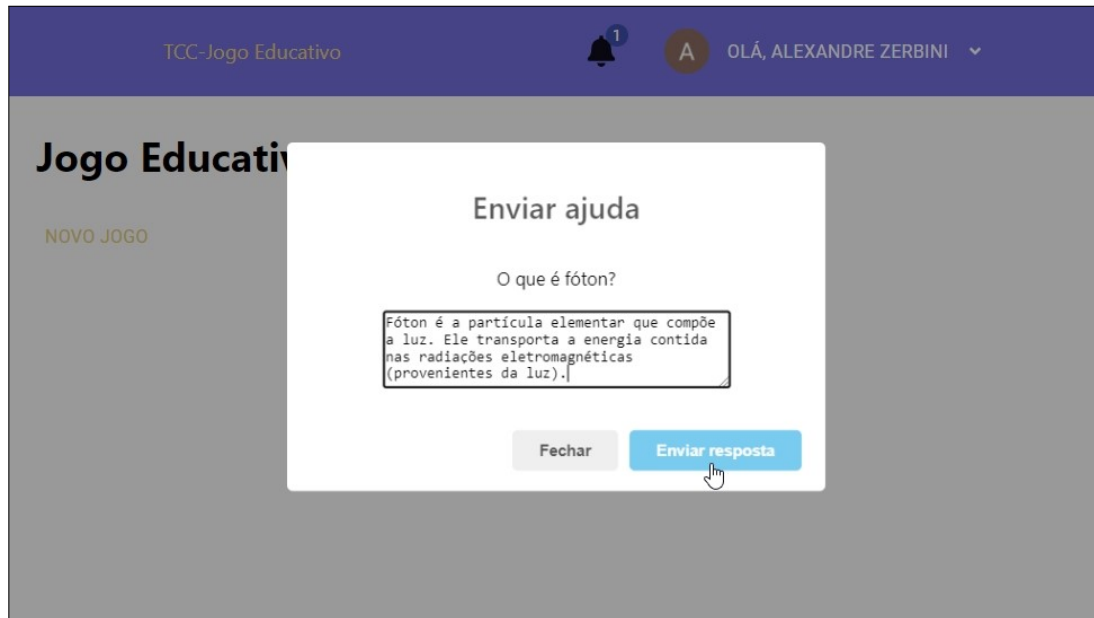 TCC-Jogo Educativo
1
A
OLÁ, ALEXANDRE ZERBINI
Jogo Educativ
NOVO JOGO
Enviar ajuda
O que é fóton?
Fóton é a partícula elementar que compõe
a luz. Ele transporta a energia contida
nas radiações eletromagnéticas
(provenientes da luz).
Fechar
Enviar resposta